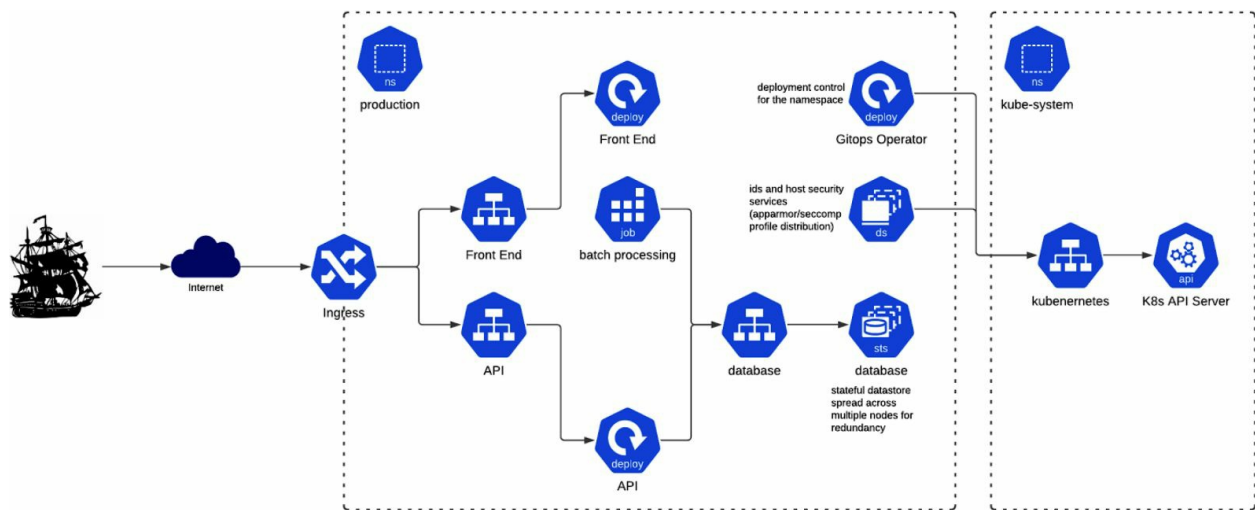 ns
production
deploy
Front End
deployment control
for the namespace
deploy
Gitops Operator
ns
kube-system
Internet
Ingress
Front End
job
batch processing
ids and host security
services
(apparmor/seccomp
profile distribution)
ds
kubenernetes
api
K8s API Server
API
database
sts
database
stateful datastore
spread across
multiple nodes for
redundancy
deploy
API